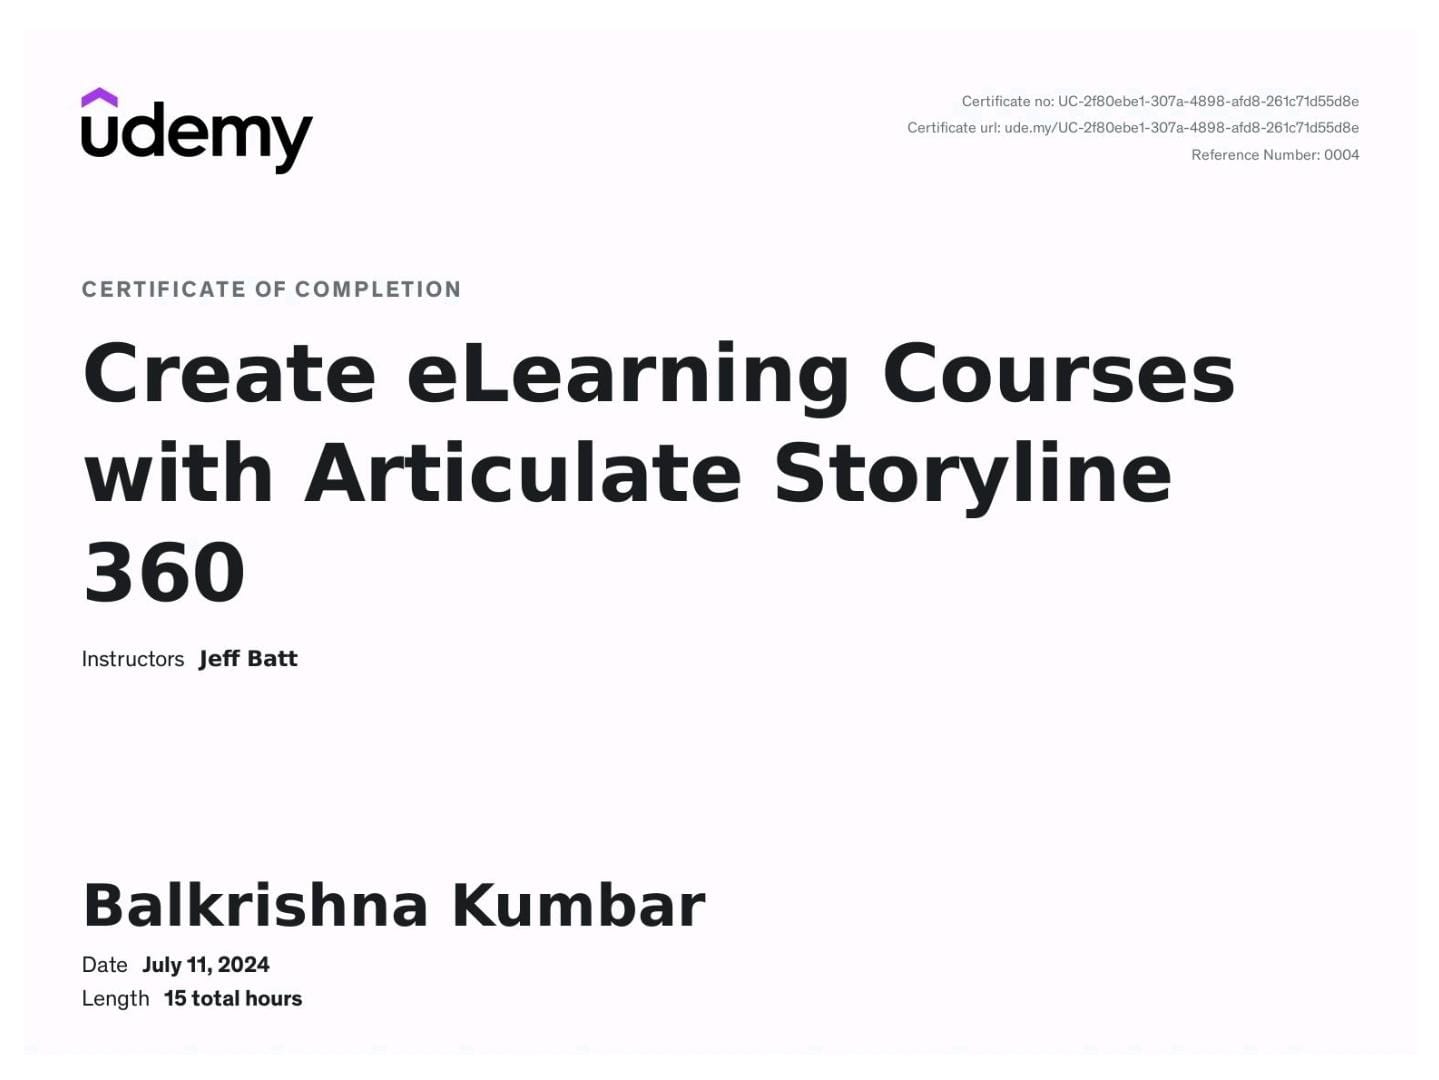 udemy
Certificate no: UC-2f80ebe1-307a-4898-afd8-261c71d55d8e
Certificate url: ude.my/UC-2f80ebe1-307a-4898-afd8-261c71d55d8e
Reference Number: 0004
CERTIFICATE OF COMPLETION
Create eLearning Courses
with Articulate Storyline
360
Instructors Jeff Batt
Balkrishna Kumbar
Date July 11, 2024
Length 15 total hours